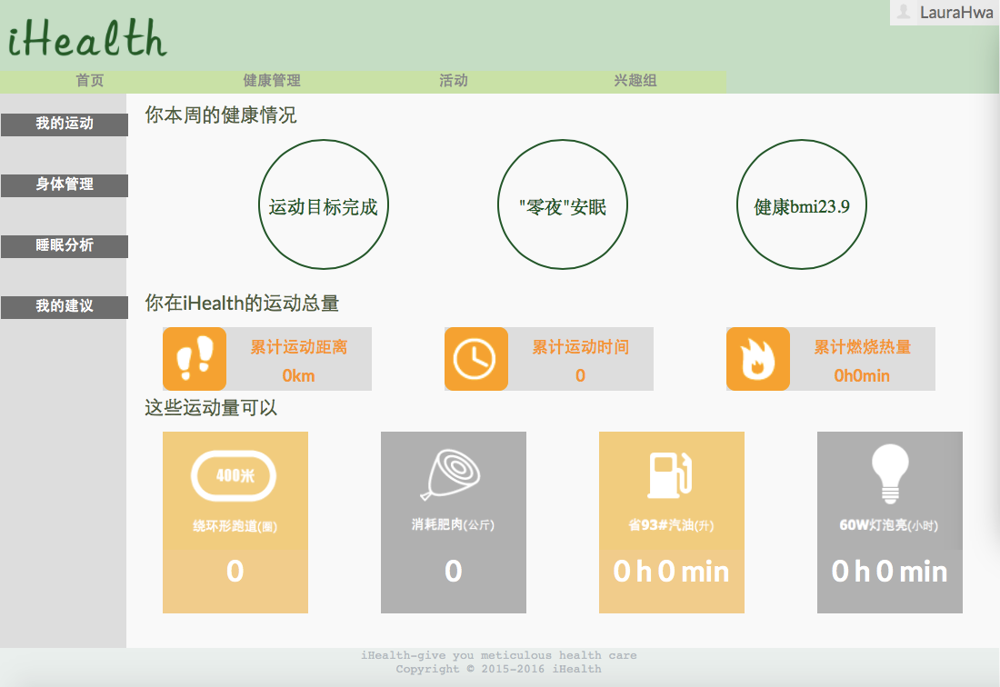 LauraHwa
iHealth
首页 健康管理 活动 兴趣组
我的运动
身体管理
睡眠分析
我的建议
你本周的健康情况
运动目标完成
"零夜"安眠
健康bmi23.9
你在iHealth的运动总量
累计运动距离
0km
累计运动时间
0
累计燃烧热量
0h0min
这些运动量可以
400米
绕环形跑道(圈)
0
消耗肥肉(公斤)
0
省93#汽油(升)
0 h 0 min
60W灯泡亮(小时)
0 h 0 min
iHealth-give you meticulous health care
Copyright © 2015-2016 iHealth